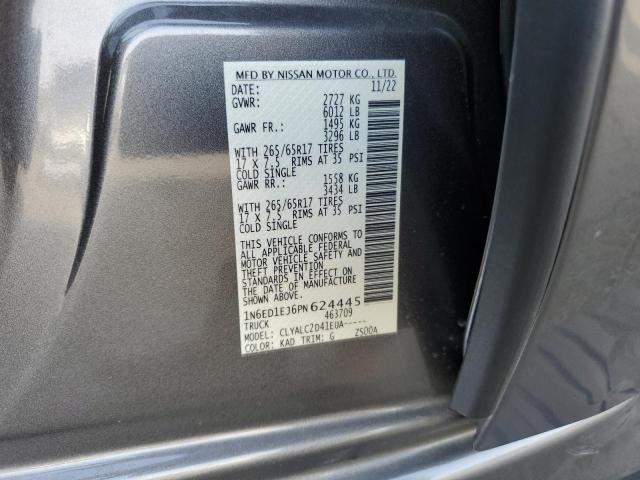 MFD BY NISSAN MOTOR CO., LTD.
DATE: 11/22
GVWR: 2727 KG
6012 LB
GAWR FR.: 1495 KG
3296 LB
WITH 265/65R17 TIRES
17 X 7.5 RIMS AT 35 PSI
COLD SINGLE
GAWR RR.: 1558 KG
3434 LB
WITH 265/65R17 TIRES
17 X 7.5 RIMS AT 35 PSI
COLD SINGLE
THIS VEHICLE CONFORMS TO
ALL APPLICABLE FEDERAL
MOTOR VEHICLE SAFETY AND
THEFT PREVENTION
STANDARDS IN EFFECT ON
THE DATE OF MANUFACTURE
SHOWN ABOVE.
1N6ED1EJ6PN 624445
TRUCK 463709
MODEL: CLYALC2D41EUA-----
COLOR: KAD TRIM: G ZS00A